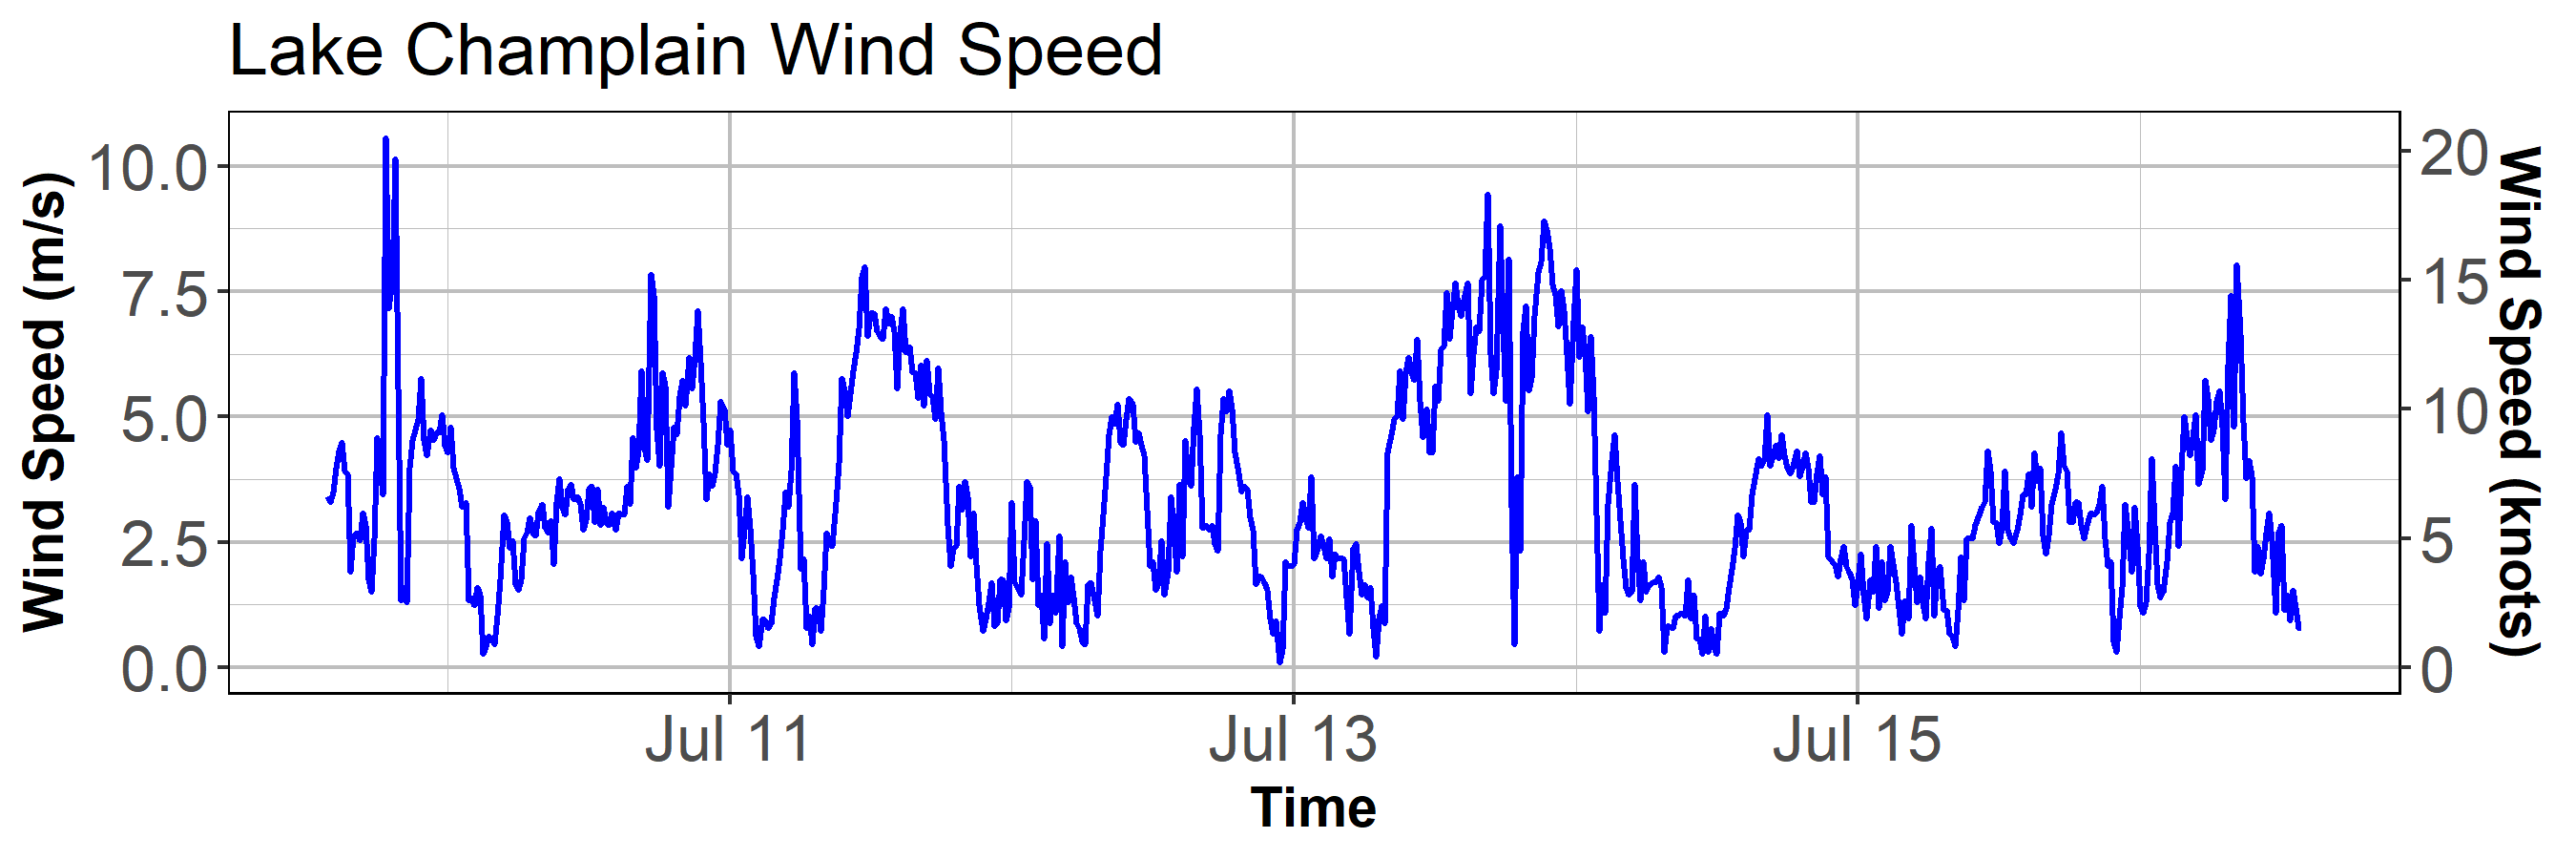 Lake Champlain Wind Speed
Wind Speed (m/s)
10.0
7.5
5.0
2.5
0.0
Wind Speed (knots)
20
15
10
5
0
Jul 11 Jul 13 Jul 15
Time